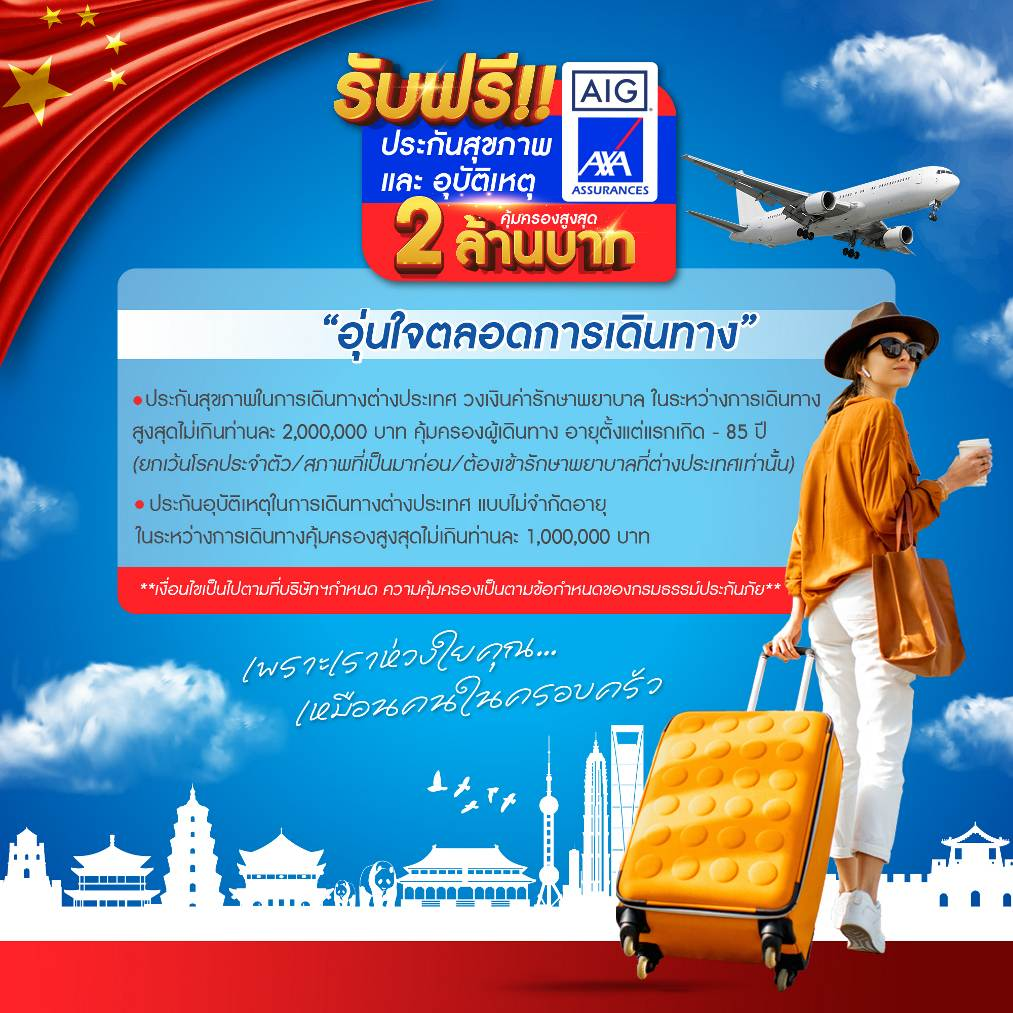 รับฟรี!!
AIG
ประกันสุขภาพ
และ อุบัติเหตุ
AXA
ASSURANCES
คุ้มครองสูงสุด
2 ล้านบาท
“อุ่นใจตลอดการเดินทาง”
• ประกันสุขภาพในการเดินทางต่างประเทศ วงเงินค่ารักษาพยาบาล ในระหว่างการเดินทาง
สูงสุดไม่เกินท่านละ 2,000,000 บาท คุ้มครองผู้เดินทาง อายุตั้งแต่แรกเกิด - 85 ปี
(ยกเว้นโรคประจำตัว/สภาพที่เป็นมาก่อน/ต้องเข้ารักษาพยาบาลที่ต่างประเทศเท่านั้น)
• ประกันอุบัติเหตุในการเดินทางต่างประเทศ แบบไม่จำกัดอายุ
ในระหว่างการเดินทางคุ้มครองสูงสุดไม่เกินท่านละ 1,000,000 บาท
**เงื่อนไขเป็นไปตามที่บริษัทฯกำหนด ความคุ้มครองเป็นตามข้อกำหนดของกรมธรรม์ประกันภัย**
เพราะเราห่วงใยคุณ...
เหมือนคนในครอบครัว